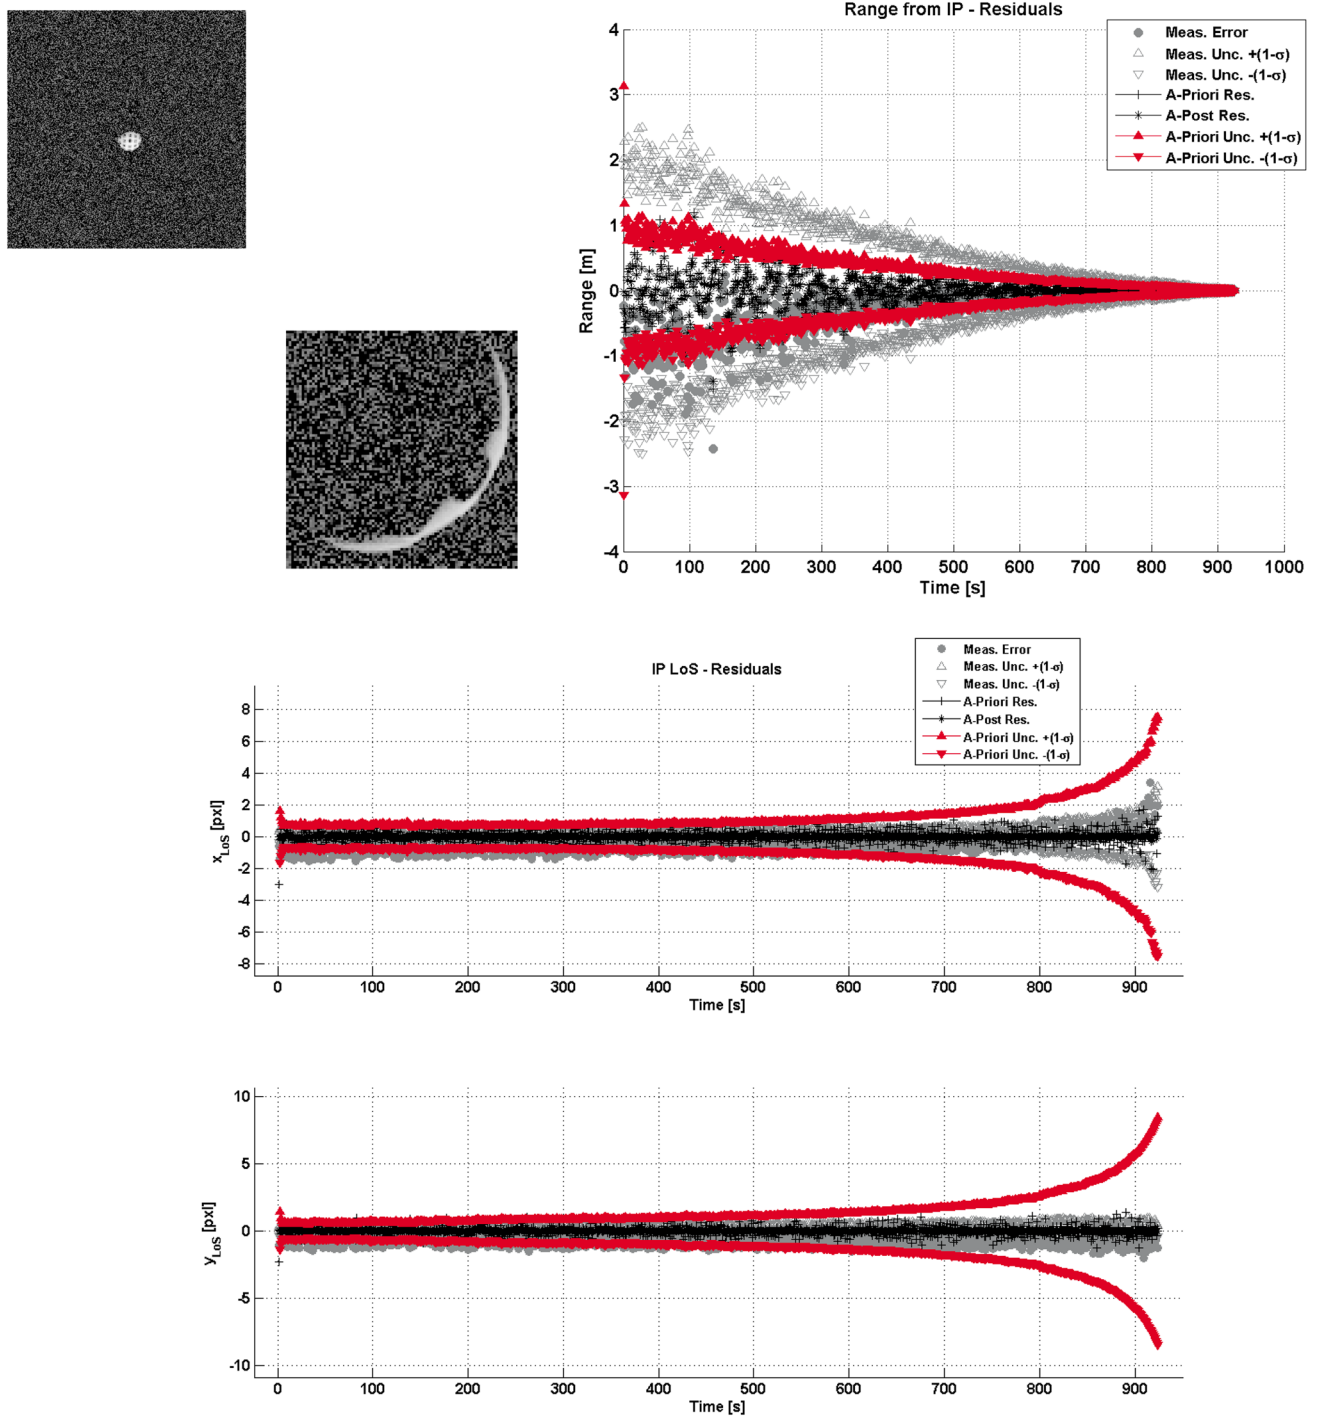 Range from IP - Residuals
Meas. Error
Meas. Unc. +(1-σ)
Meas. Unc. -(1-σ)
A-Priori Res.
A-Post Res.
A-Priori Unc. +(1-σ)
A-Priori Unc. -(1-σ)
4
3
2
1
0
-1
-2
-3
-4
Range [m]
0 100 200 300 400 500 600 700 800 900 1000
Time [s]
IP LoS - Residuals
Meas. Error
Meas. Unc. +(1-σ)
Meas. Unc. -(1-σ)
A-Priori Res.
A-Post Res.
A-Priori Unc. +(1-σ)
A-Priori Unc. -(1-σ)
8
6
4
2
0
-2
-4
-6
-8
xLoS [pxl]
0 100 200 300 400 500 600 700 800 900
Time [s]
10
5
0
-5
-10
yLoS [pxl]
0 100 200 300 400 500 600 700 800 900
Time [s]